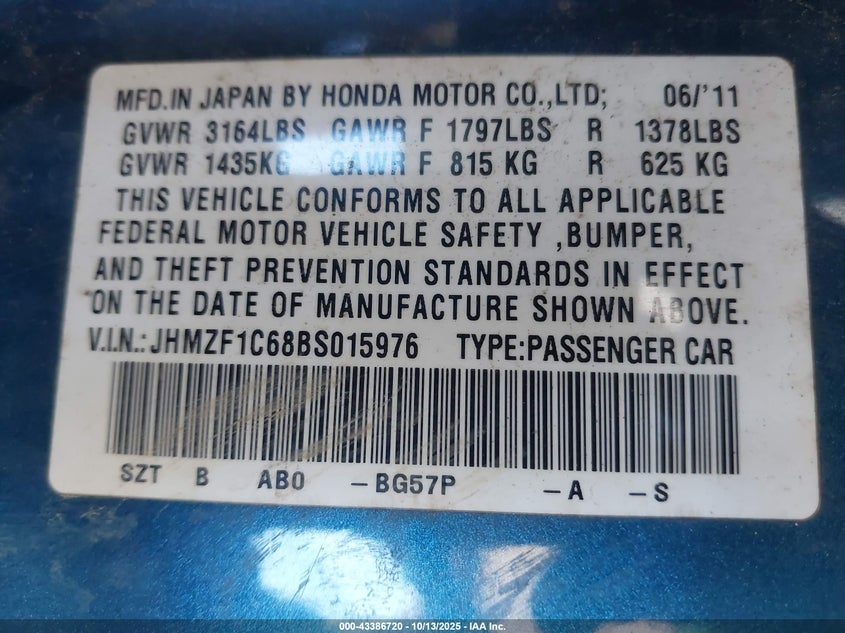 MFD.IN JAPAN BY HONDA MOTOR CO.,LTD; 06/'11
GVWR 3164LBS GAWR F 1797LBS R 1378LBS
GVWR 1435KG GAWR F 815 KG R 625 KG
THIS VEHICLE CONFORMS TO ALL APPLICABLE
FEDERAL MOTOR VEHICLE SAFETY ,BUMPER,
AND THEFT PREVENTION STANDARDS IN EFFECT
ON THE DATE OF MANUFACTURE SHOWN ABOVE.
V.I.N.:JHMZF1C68BS015976 TYPE:PASSENGER CAR
SZT B AB0 -BG57P -A -S
000-43386720 - 10/13/2025 - IAA Inc.